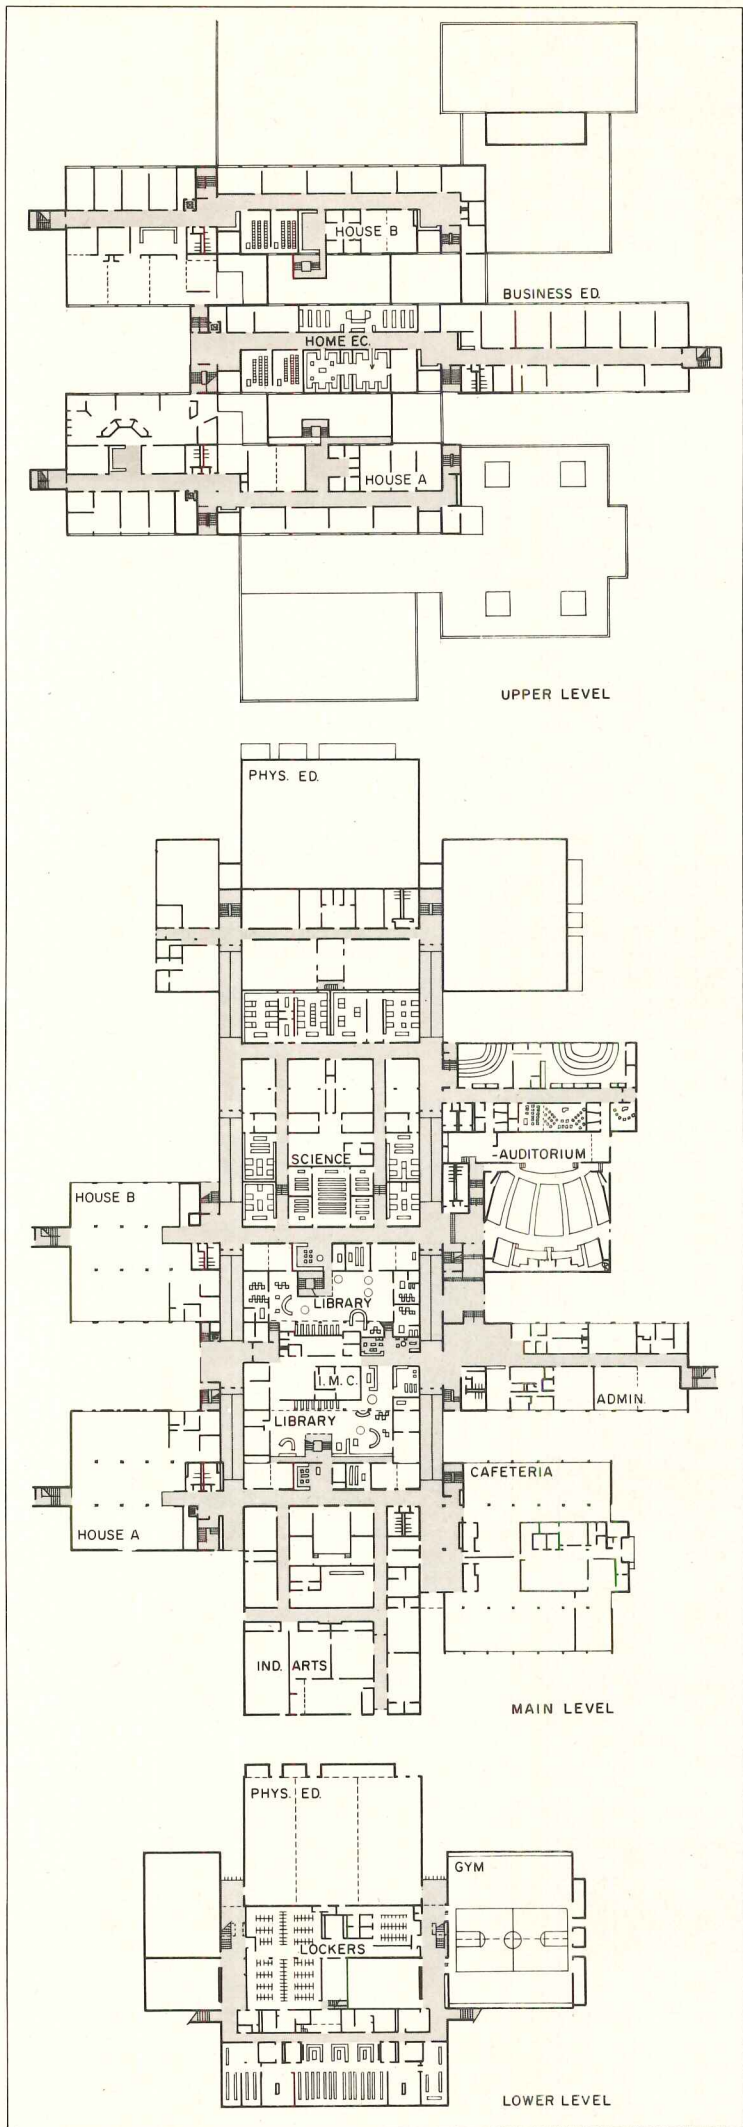 HOUSE B
BUSINESS ED.
HOME EC.
HOUSE A
UPPER LEVEL
PHYS. ED.
SCIENCE
-AUDITORIUM
HOUSE B
LIBRARY
I.M.C.
ADMIN.
LIBRARY
CAFETERIA
HOUSE A
IND. ARTS
MAIN LEVEL
PHYS. ED.
GYM
LOCKERS
LOWER LEVEL